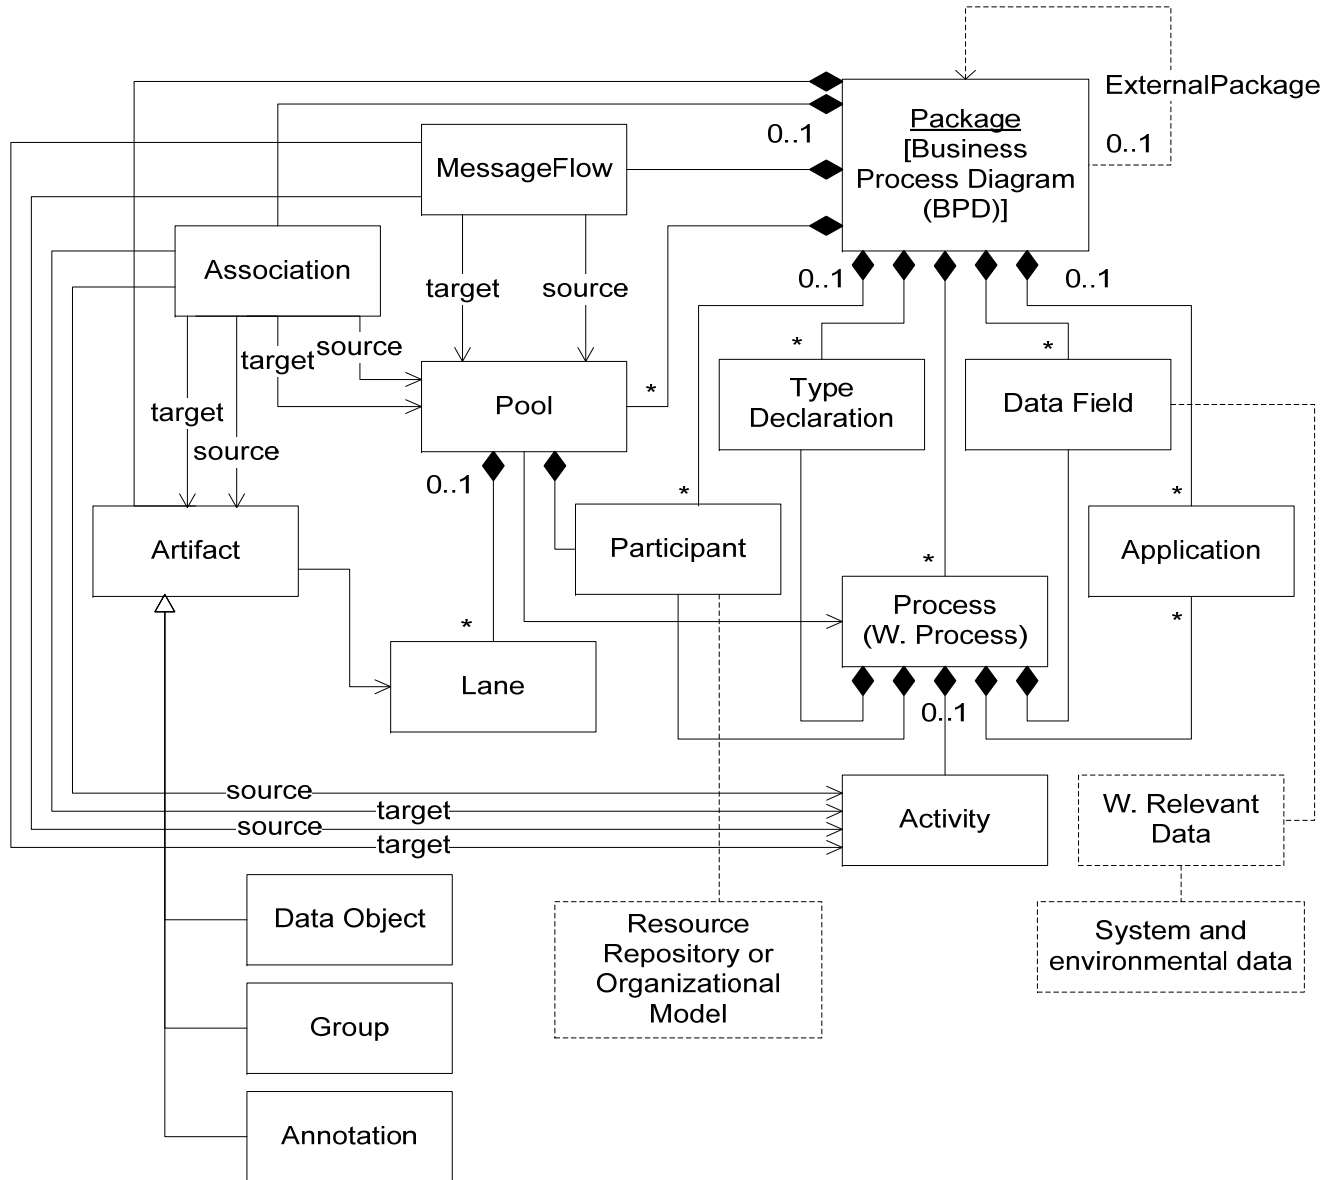 ExternalPackage
Package
[Business
Process Diagram
(BPD)]
0..1
0..1
MessageFlow
Association
target
source
0..1
0..1
target
source
*
*
Type
Declaration
Data Field
Pool
*
target
source
0..1
*
*
Artifact
Participant
Application
*
*
Process
(W. Process)
*
Lane
0..1
source
target
source
target
Activity
W. Relevant
Data
Data Object
Resource
Repository or
Organizational
Model
System and
environmental data
Group
Annotation